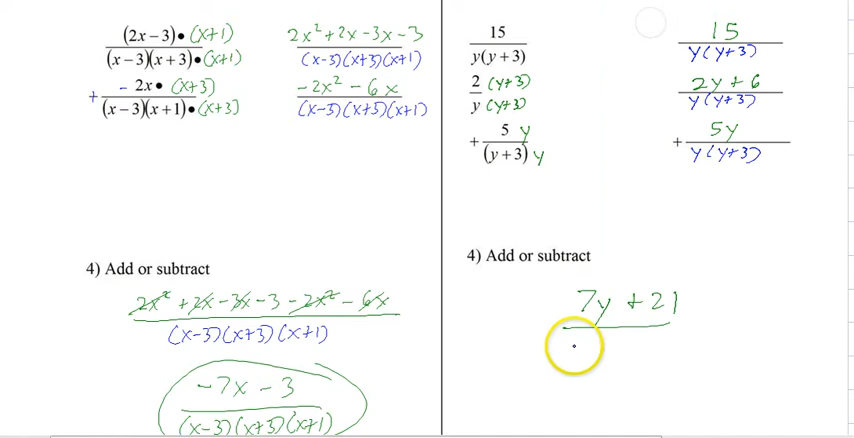 (2x − 3) • (x+1)
(x − 3)(x + 3) • (x+1)
− 2x • (x+3)
+ (x − 3)(x + 1) • (x+3)
2x² + 2x − 3x − 3
(x−3)(x+3)(x+1)
−2x² − 6x
(x−3)(x+3)(x+1)
4) Add or subtract
2x² + 2x − 3x − 3 − 2x² − 6x
(x−3)(x+3)(x+1)
−7x − 3
(x−3)(x+3)(x+1)
15
y(y + 3)
2 (y+3)
y (y+3)
5 y
+ (y + 3) y
15
y(y+3)
2y + 6
y(y+3)
5y
+ y(y+3)
4) Add or subtract
7y + 21